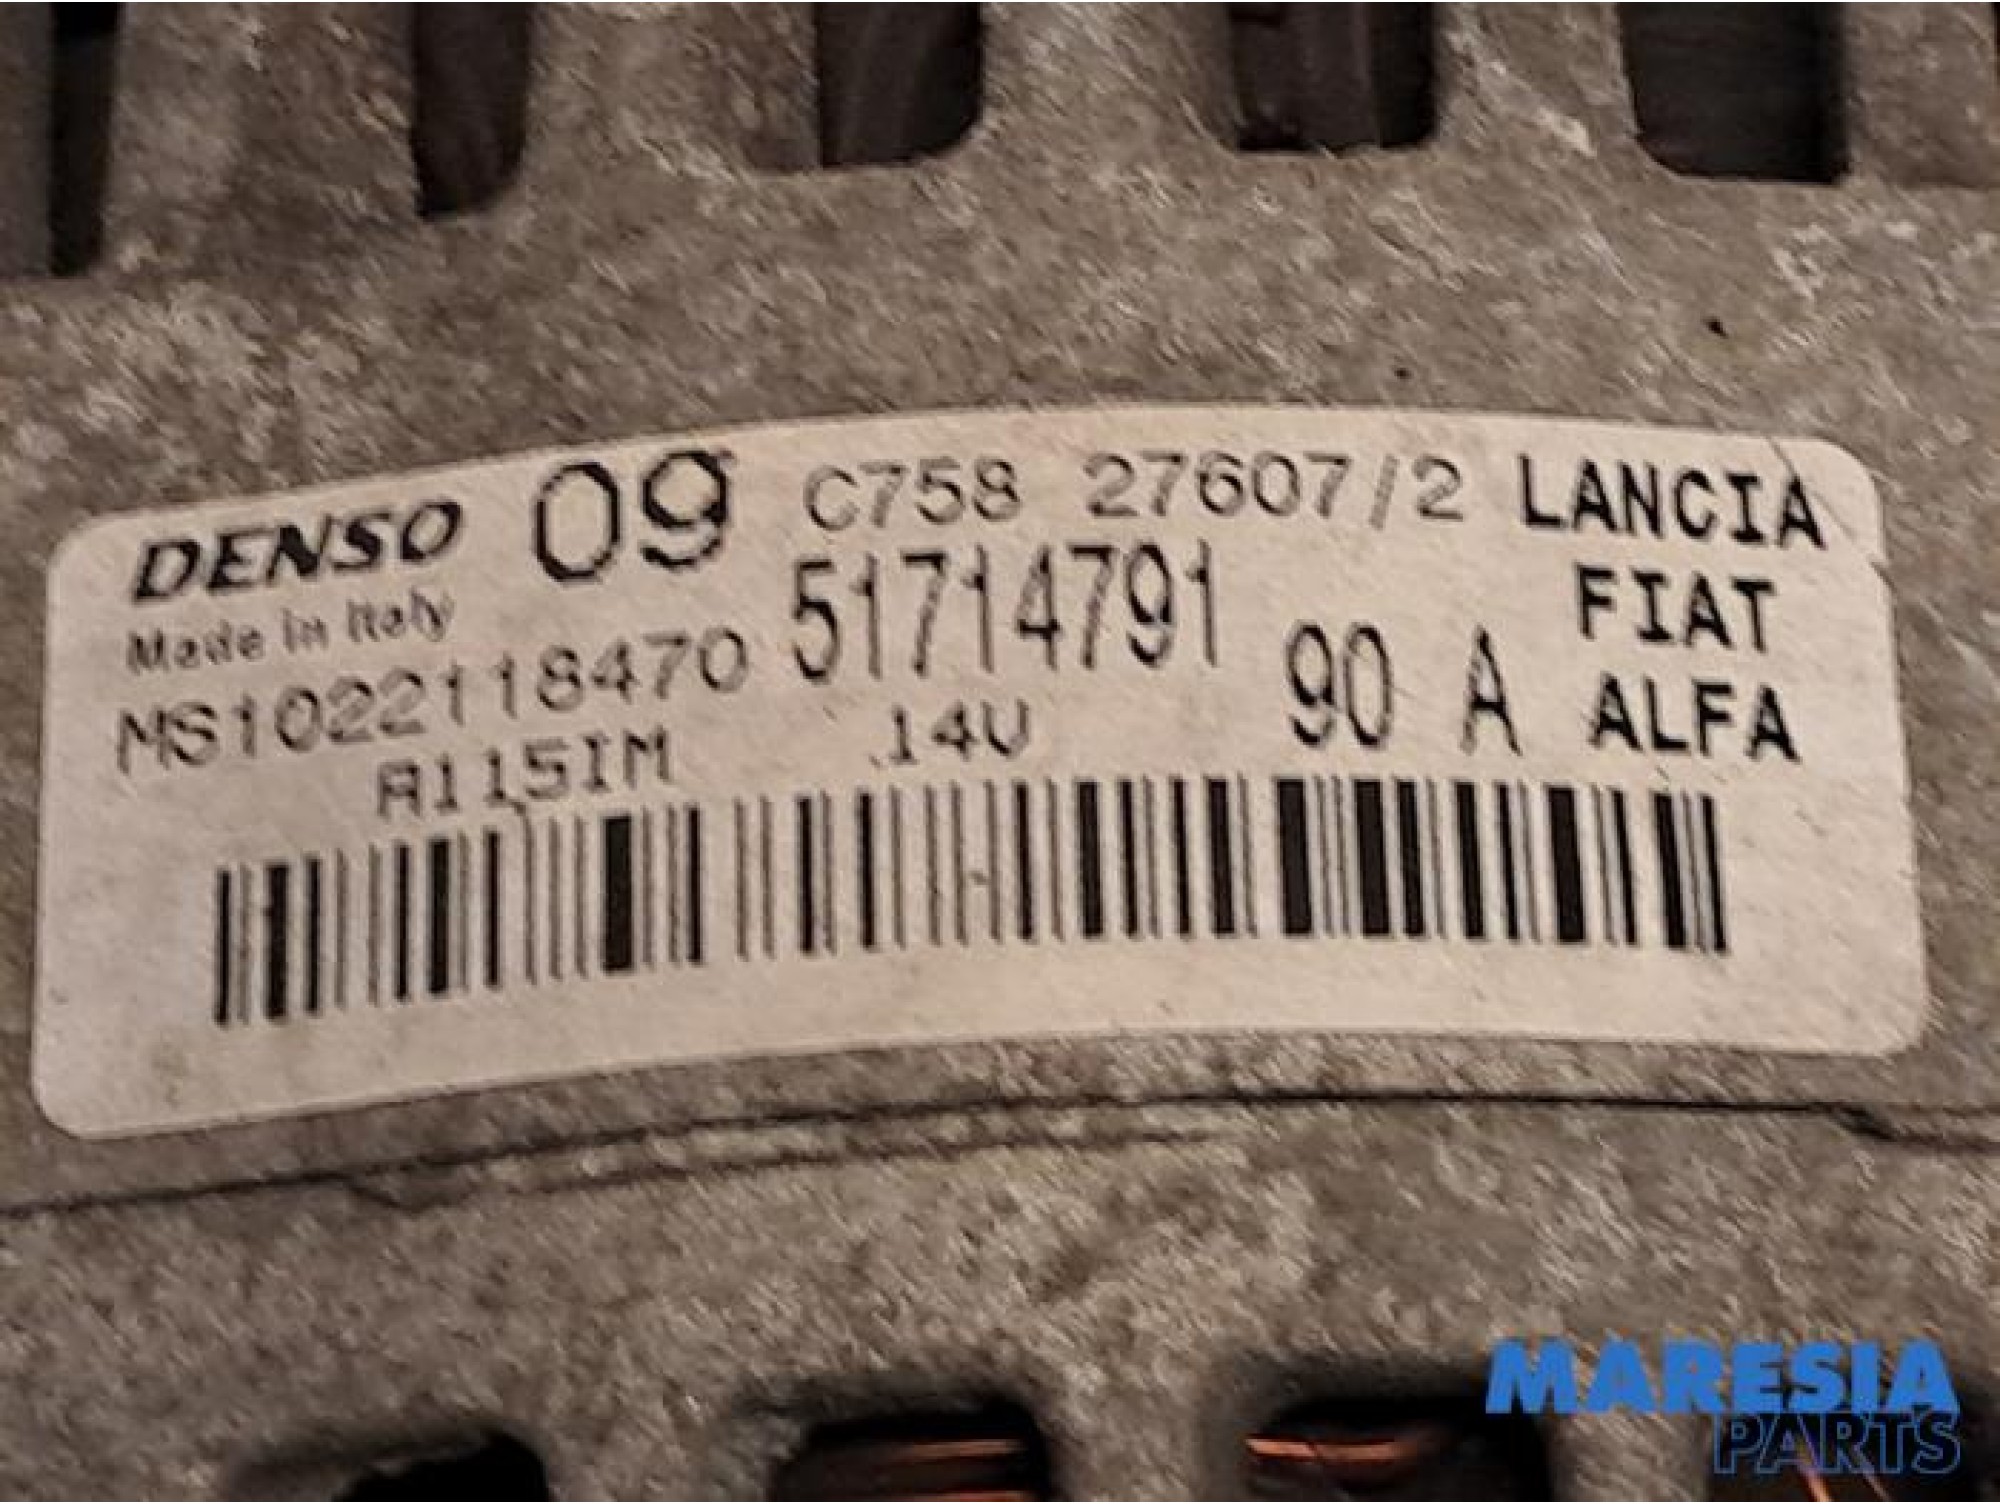 DENSO 09 C758 27607/2 LANCIA
Made in Italy 51714791 FIAT
MS1022118470 90 A ALFA
A115IM 14V
MARESIA
PARTS